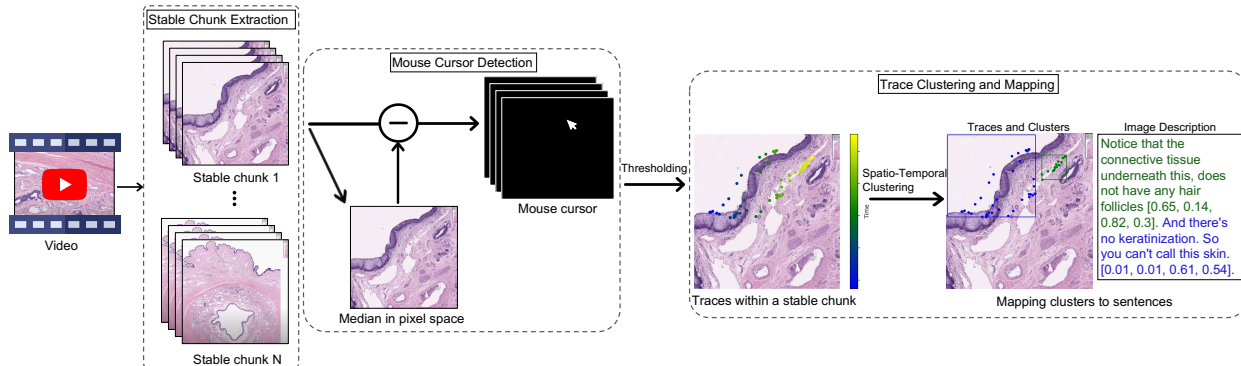 Stable Chunk Extraction
Stable chunk 1
Stable chunk N
Video
Mouse Cursor Detection
Mouse cursor
Median in pixel space
Thresholding
Trace Clustering and Mapping
Traces within a stable chunk
Time
Spatio-Temporal
Clustering
Traces and Clusters
Mapping clusters to sentences
Image Description
Notice that the
connective tissue
underneath this, does
not have any hair
follicles [0.65, 0.14,
0.82, 0.3]. And there's
no keratinization. So
you can't call this skin.
[0.01, 0.01, 0.61, 0.54].